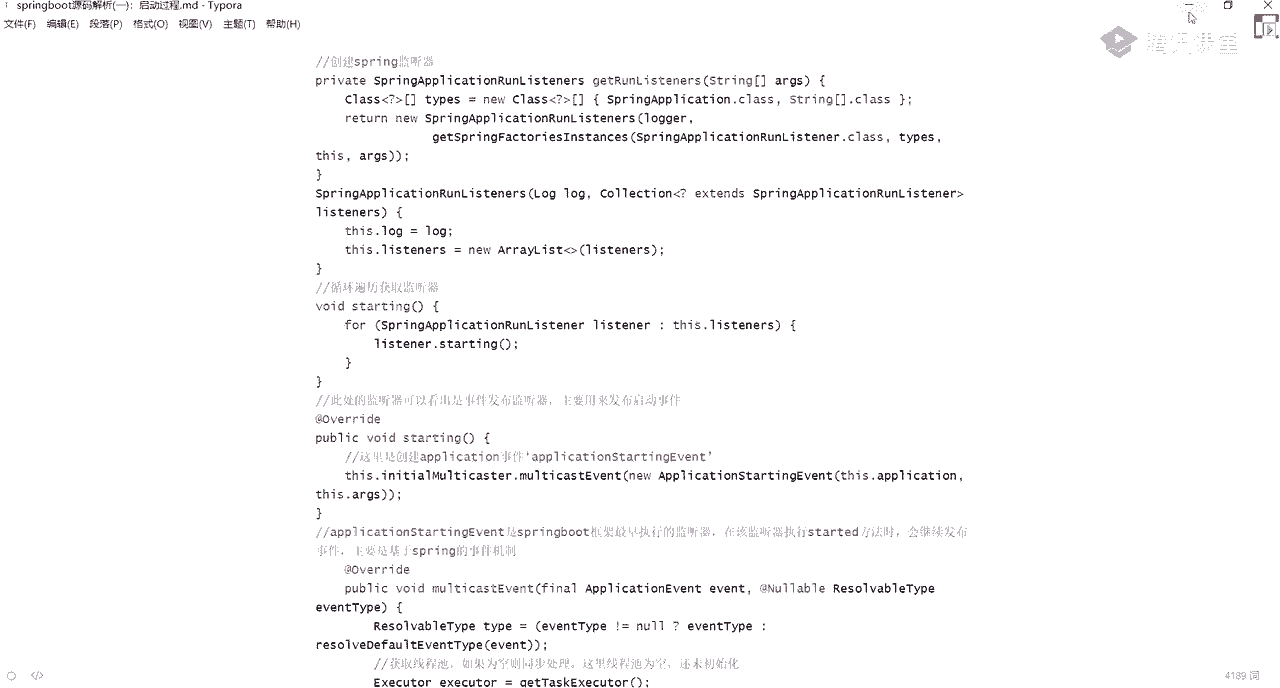 springboot源码解析(一): 启动过程.md - Typora
文件(F) 编辑(E) 段落(P) 格式(O) 视图(V) 主题(T) 帮助(H)
腾讯课堂
//创建spring监听器
private SpringApplicationRunListeners getRunListeners(String[] args) {
Class<?>[] types = new Class<?>[] { SpringApplication.class, String[].class };
return new SpringApplicationRunListeners(logger,
getSpringFactoriesInstances(SpringApplicationRunListener.class, types,
this, args));
}
SpringApplicationRunListeners(Log log, Collection<? extends SpringApplicationRunListener>
listeners) {
this.log = log;
this.listeners = new ArrayList<>(listeners);
}
//循环遍历获取监听器
void starting() {
for (SpringApplicationRunListener listener : this.listeners) {
listener.starting();
}
}
//此处的监听器可以看出是事件发布监听器，主要用来发布启动事件
@Override
public void starting() {
//这里是创建application事件‘applicationStartingEvent’
this.initialMulticaster.multicastEvent(new ApplicationStartingEvent(this.application,
this.args));
}
//applicationStartingEvent是springboot框架最早执行的监听器，在该监听器执行started方法时，会继续发布
事件，主要是基于spring的事件机制
@Override
public void multicastEvent(final ApplicationEvent event, @Nullable ResolvableType
eventType) {
ResolvableType type = (eventType != null ? eventType :
resolveDefaultEventType(event));
//获取线程池，如果为空则同步处理。这里线程池为空，还未初始化
Executor executor = getTaskExecutor();
4189 词